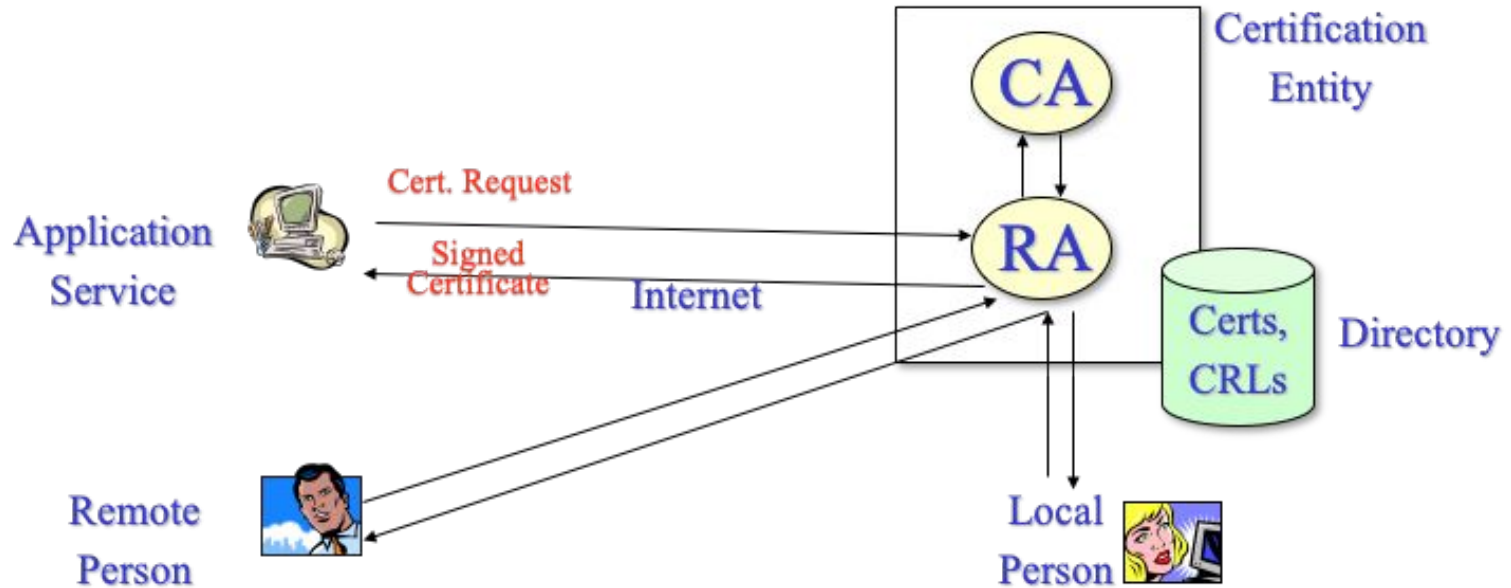 Certification
Entity
CA
Cert. Request
Application
Service
RA
Signed
Certificate
Internet
Certs,
CRLs
Directory
Remote
Person
Local
Person